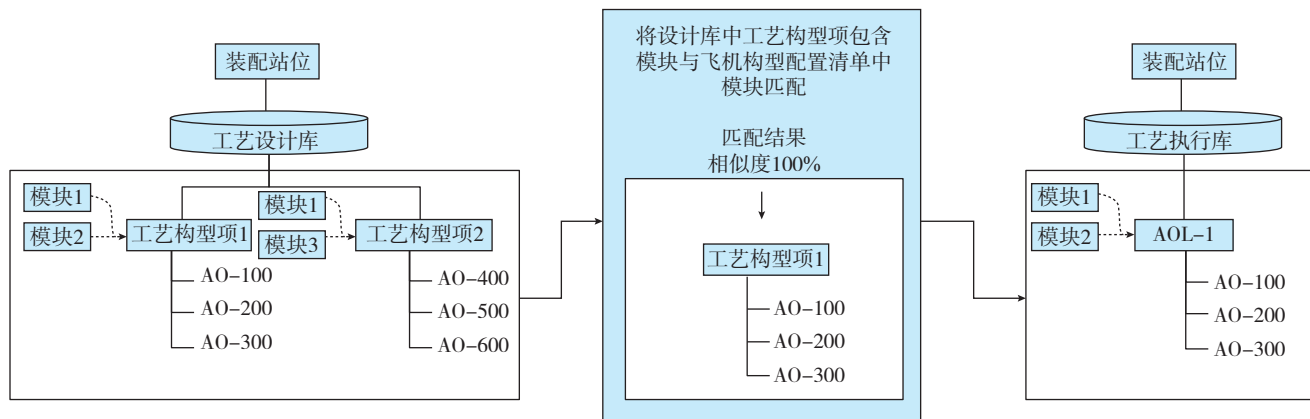 装配站位
工艺设计库
模块1
模块2
工艺构型项1
AO-100
AO-200
AO-300
模块1
模块3
工艺构型项2
AO-400
AO-500
AO-600
将设计库中工艺构型项包含
模块与飞机构型配置清单中
模块匹配
匹配结果
相似度100%
工艺构型项1
AO-100
AO-200
AO-300
装配站位
工艺执行库
模块1
模块2
AOL-1
AO-100
AO-200
AO-300